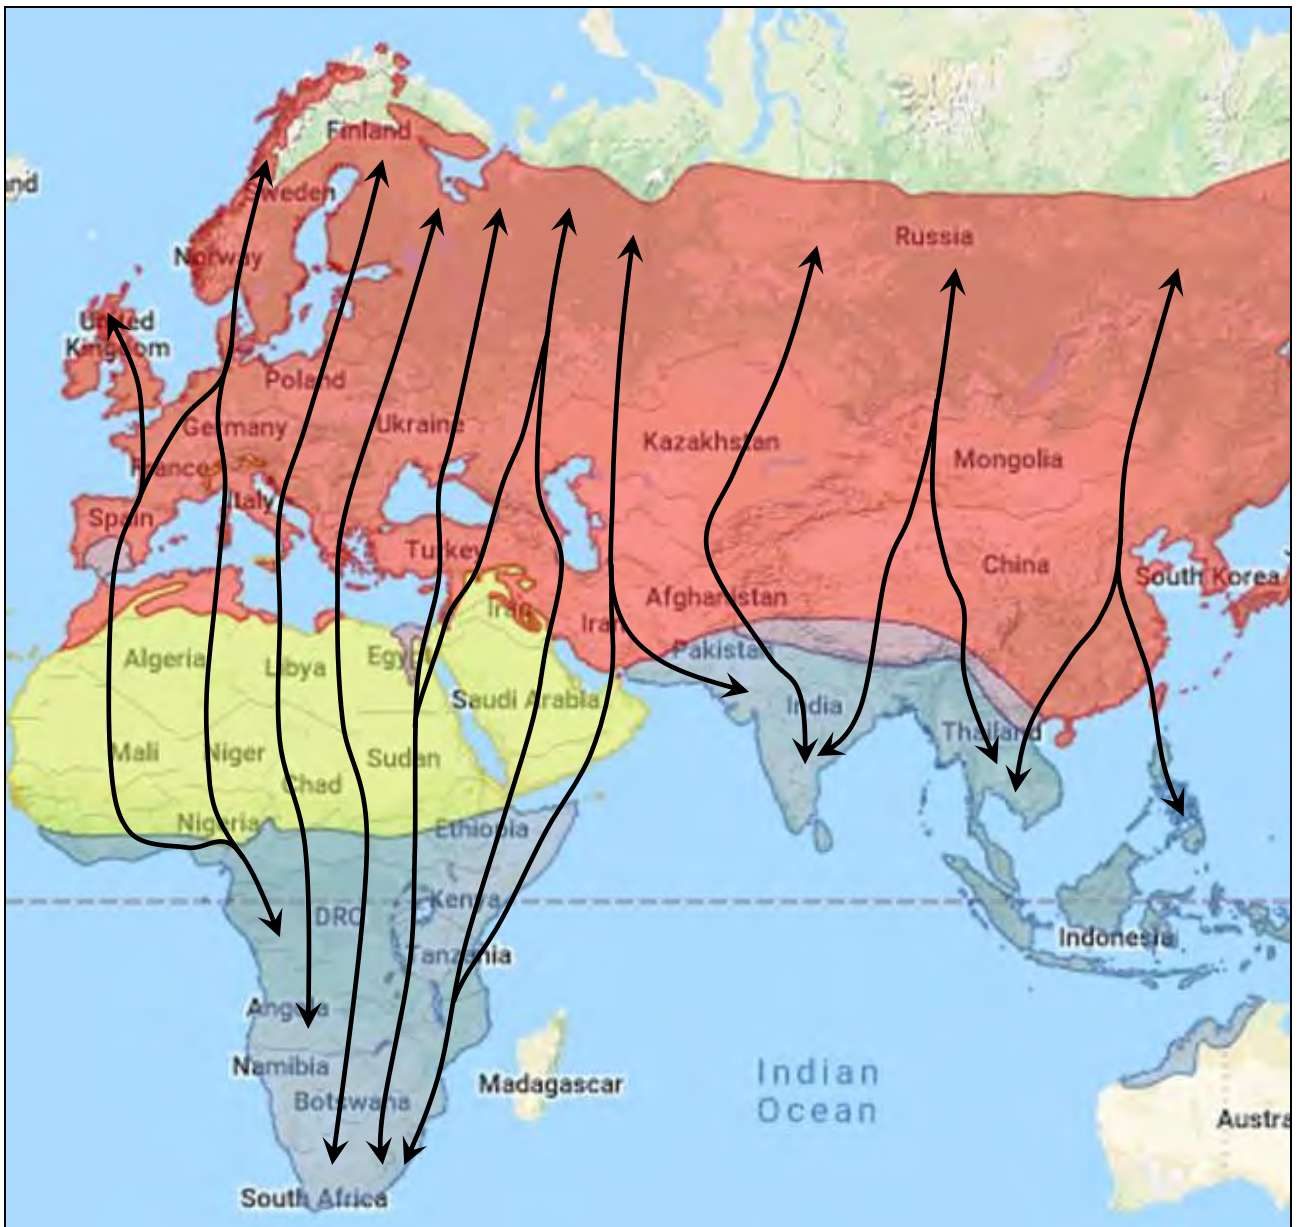 Finland
nd
Sweden
Russia
Norway
United
Kingdom
Poland
Germany
Ukraine
Kazakhstan
Mongolia
France
Italy
Spain
Turkey
China
South Korea
Afghanistan
Iraq
Iran
Pakistan
Algeria
Libya
Egypt
Saudi Arabia
India
Thailand
Mali
Niger
Sudan
Chad
Nigeria
Ethiopia
Kenya
DRC
Tanzania
Indonesia
Angola
Namibia
Botswana
Madagascar
Indian
Ocean
Austra
South Africa